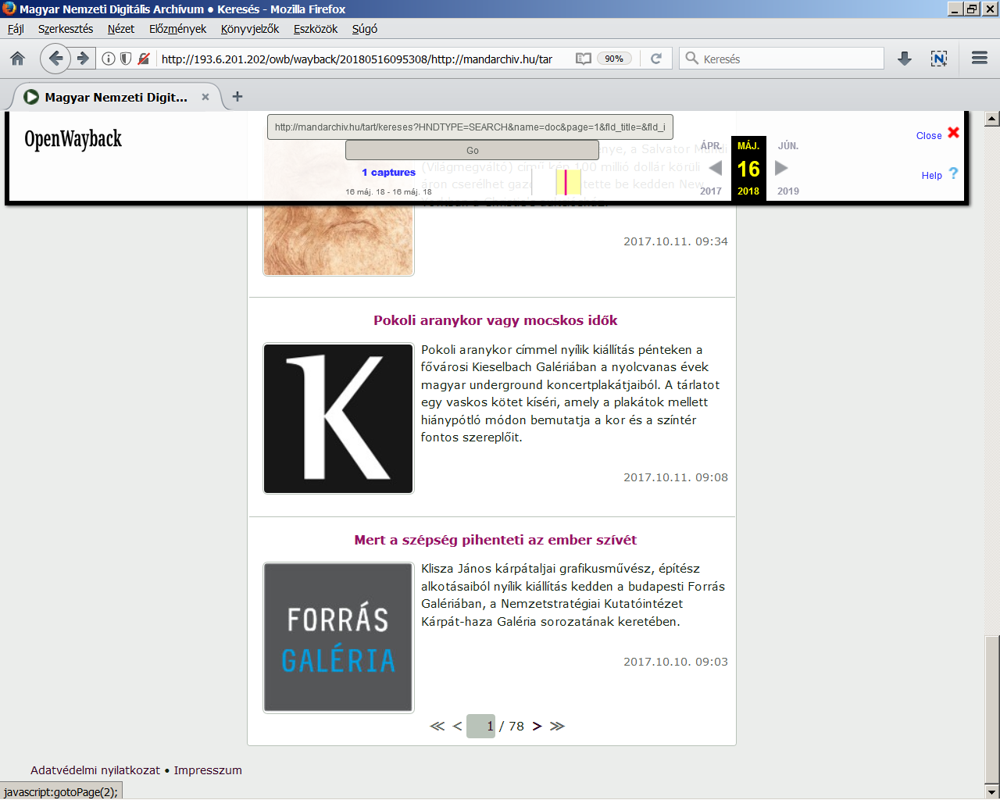 Magyar Nemzeti Digitális Archívum ● Keresés - Mozilla Firefox
Fájl Szerkesztés Nézet Előzmények Könyvjelzők Eszközök Súgó
http://193.6.201.202/owb/wayback/20180516095308/http://mandarchiv.hu/tar 90% Keresés
Magyar Nemzeti Digit...
OpenWayback
http://mandarchiv.hu/tart/kereses?HNDTYPE=SEARCH&name=doc&page=1&fld_title=&fld_i
Go
1 captures
16 máj. 18 - 16 máj. 18
ÁPR. MÁJ. JÚN.
16
2017 2018 2019
Close
Help ?
a Salvator Mundi
(Világmegváltó) című kép 100 millió dollár körüli
áron cserélhet
be kedden New
2017.10.11. 09:34
Pokoli aranykor vagy mocskos idők
K
Pokoli aranykor címmel nyílik kiállítás pénteken a
fővárosi Kieselbach Galériában a nyolcvanas évek
magyar underground koncertplakátjaiból. A tárlatot
egy vaskos kötet kíséri, amely a plakátok mellett
hiánypótló módon bemutatja a kor és a színtér
fontos szereplőit.
2017.10.11. 09:08
Mert a szépség pihenteti az ember szívét
FORRÁS
GALÉRIA
Klisza János kárpátaljai grafikusművész, építész
alkotásaiból nyílik kiállítás kedden a budapesti Forrás
Galériában, a Nemzetstratégiai Kutatóintézet
Kárpát-haza Galéria sorozatának keretében.
2017.10.10. 09:03
≪ < 1 / 78 > ≫
Adatvédelmi nyilatkozat • Impresszum
javascript:gotoPage(2);